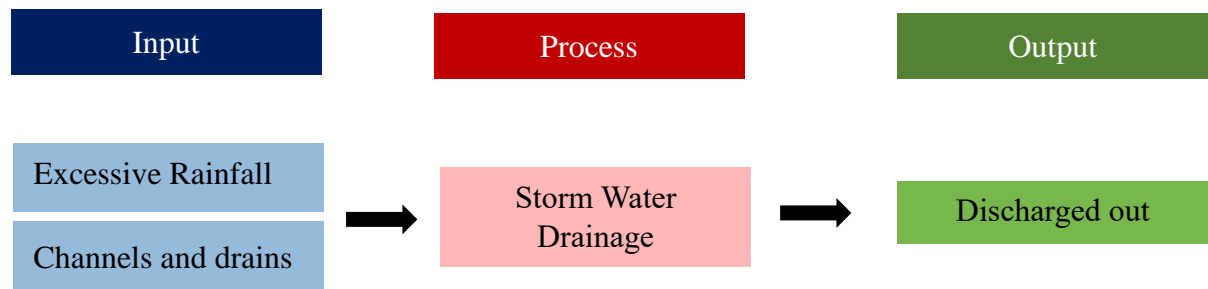 Input
Process
Output
Excessive Rainfall
Channels and drains
Storm Water
Drainage
Discharged out